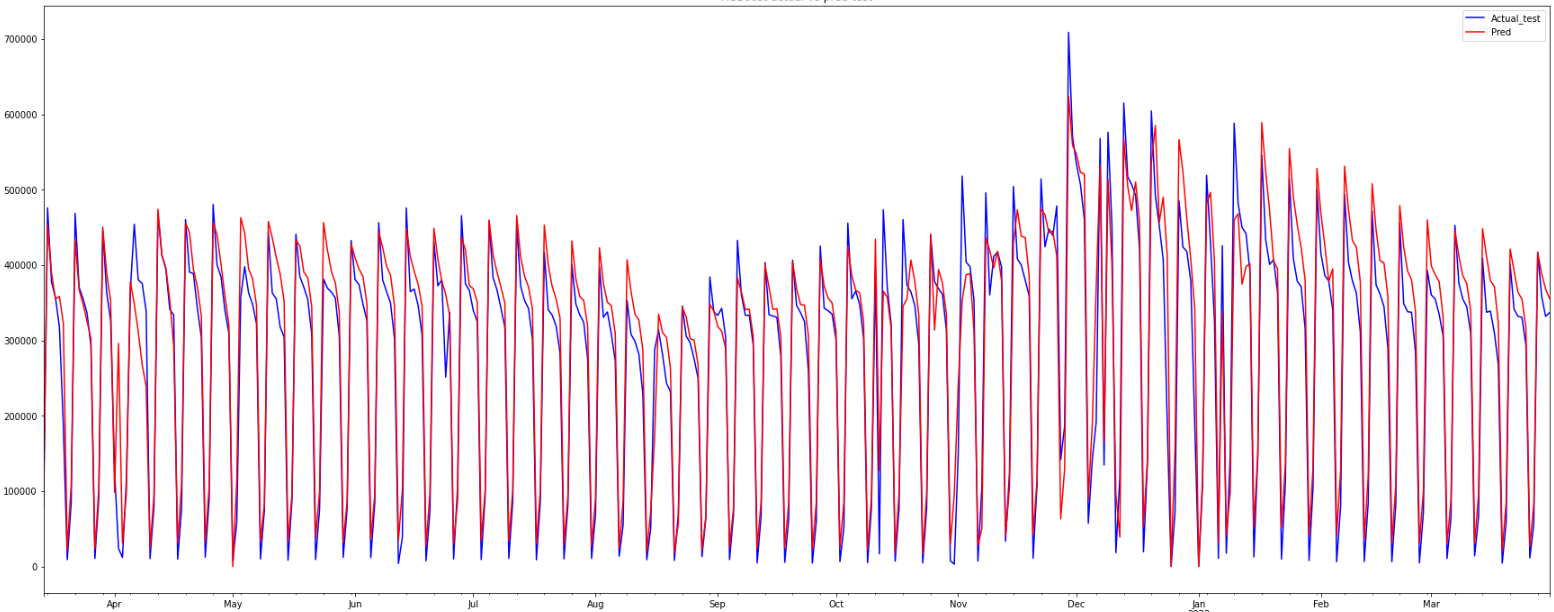 Actual_test
Pred
700000
600000
500000
400000
300000
200000
100000
0
Apr
May
Jun
Jul
Aug
Sep
Oct
Nov
Dec
Jan
Feb
Mar